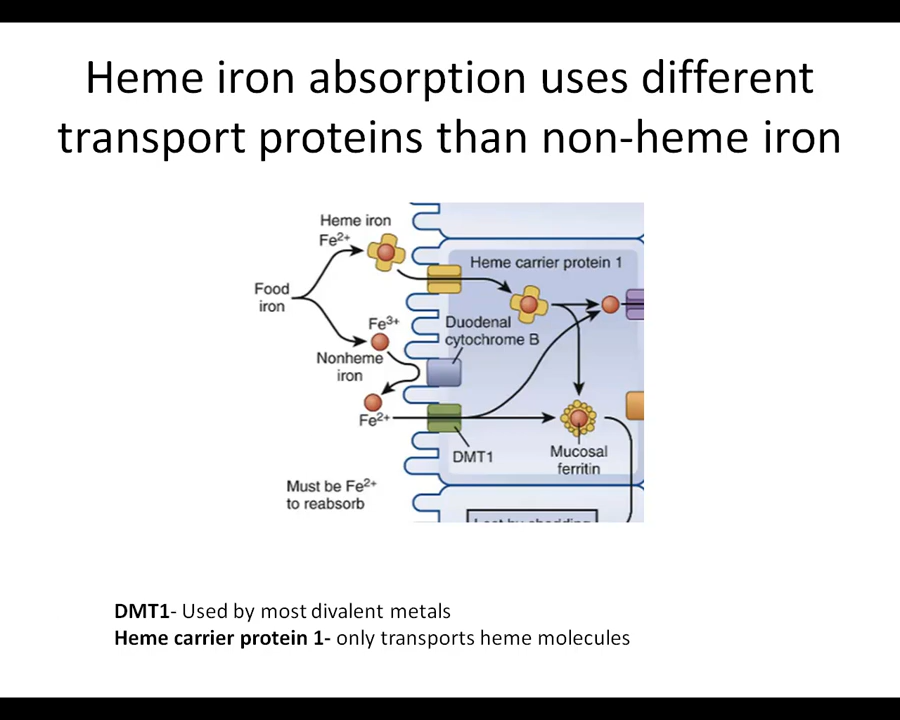 Heme iron absorption uses different
transport proteins than non-heme iron
Heme iron
Fe²⁺
Heme carrier protein 1
Food
iron
Fe³⁺
Duodenal
cytochrome B
Nonheme
iron
Fe²⁺
DMT1
Mucosal
ferritin
Must be Fe²⁺
to reabsorb
DMT1- Used by most divalent metals
Heme carrier protein 1- only transports heme molecules